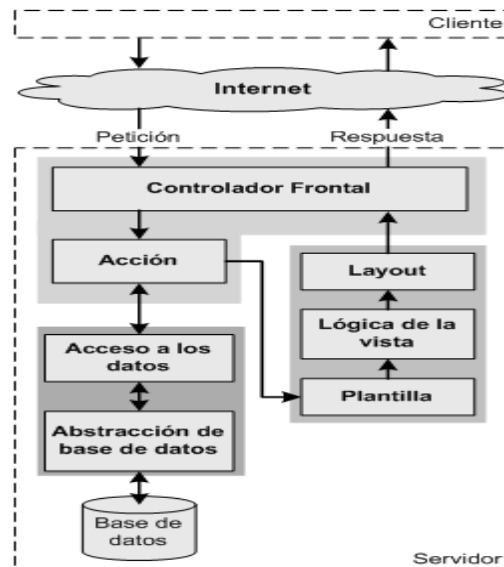 Cliente
Internet
Petición
Respuesta
Controlador Frontal
Acción
Layout
Lógica de la
vista
Acceso a los
datos
Plantilla
Abstracción de
base de datos
Base de
datos
Servidor